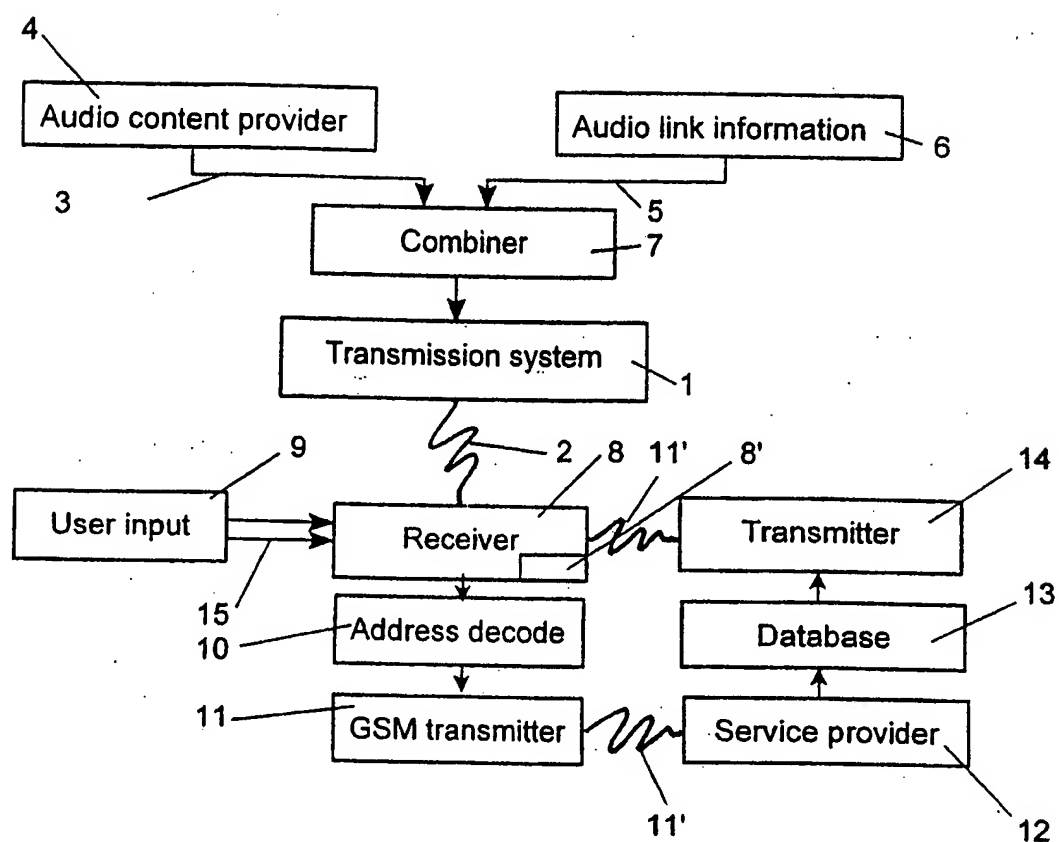 4
Audio content provider
Audio link information
6
3
5
Combiner
7
Transmission system
1
9
2
8
11'
8'
14
User input
Receiver
Transmitter
15
13
10
Address decode
Database
11
GSM transmitter
Service provider
11'
12